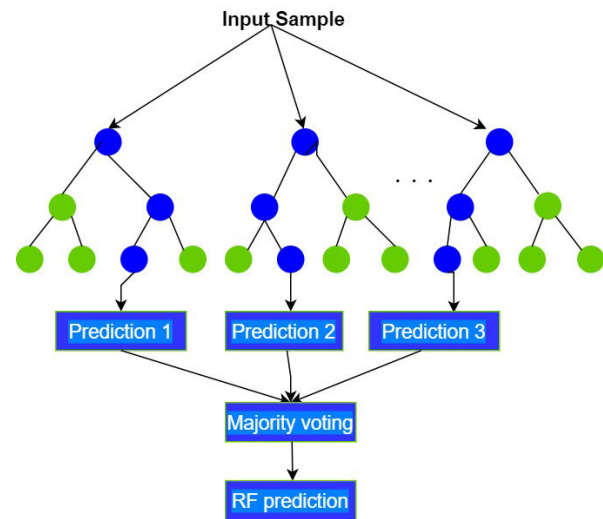 Input Sample
. . .
Prediction 1
Prediction 2
Prediction 3
Majority voting
RF prediction